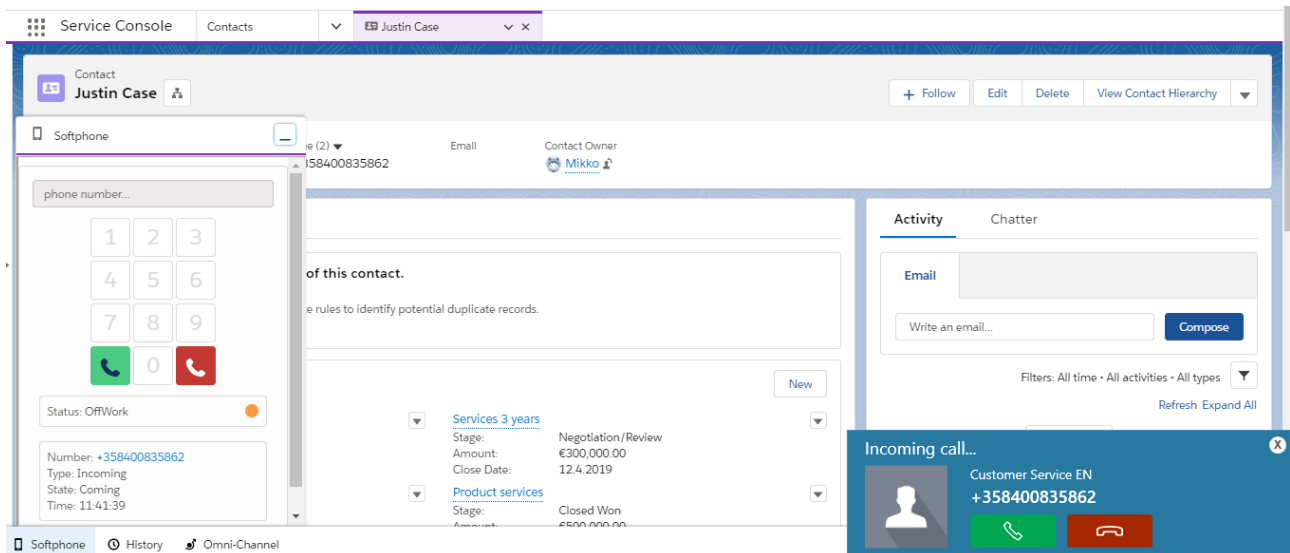 Service Console
Contacts
Justin Case
Contact
Justin Case
Follow
Edit
Delete
View Contact Hierarchy
Softphone
(2)
Email
Contact Owner
358400835862
Mikko
phone number...
1 2 3
4 5 6
7 8 9
0
Status: OffWork
Number: +358400835862
Type: Incoming
State: Coming
Time: 11:41:39
of this contact.
rules to identify potential duplicate records.
New
Services 3 years
Stage: Negotiation/Review
Amount: €300,000.00
Close Date: 12.4.2019
Product services
Stage: Closed Won
Amount: €500,000.00
Activity
Chatter
Email
Write an email...
Compose
Filters: All time • All activities • All types
Refresh Expand All
Incoming call...
X
Customer Service EN
+358400835862
Softphone
History
Omni-Channel